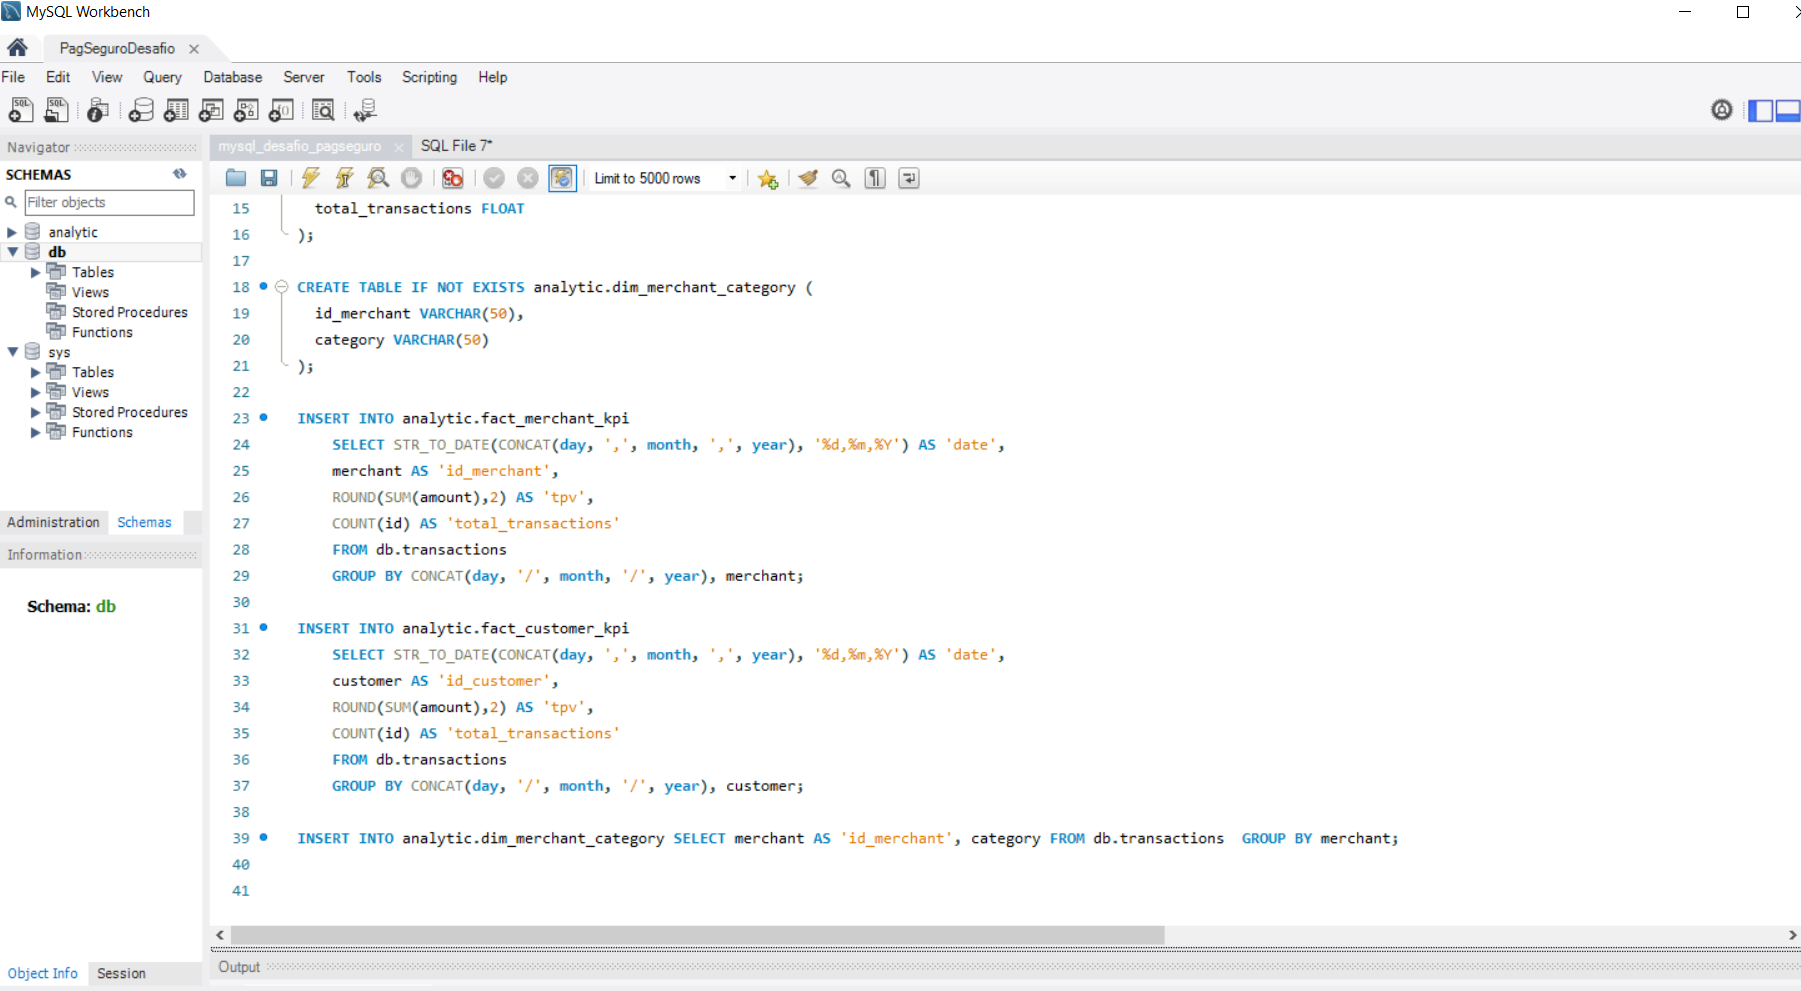 MySQL Workbench
PagSeguroDesafio
File Edit View Query Database Server Tools Scripting Help
Navigator
SCHEMAS
Filter objects
analytic
db
Tables
Views
Stored Procedures
Functions
sys
Tables
Views
Stored Procedures
Functions
Administration Schemas
Information
Schema: db
Object Info Session
mysql_desafio_pagseguro SQL File 7*
Limit to 5000 rows
15 total_transactions FLOAT
16 );
17
18 CREATE TABLE IF NOT EXISTS analytic.dim_merchant_category (
19 id_merchant VARCHAR(50),
20 category VARCHAR(50)
21 );
22
23 INSERT INTO analytic.fact_merchant_kpi
24 SELECT STR_TO_DATE(CONCAT(day, ',', month, ',', year), '%d,%m,%Y') AS 'date',
25 merchant AS 'id_merchant',
26 ROUND(SUM(amount),2) AS 'tpv',
27 COUNT(id) AS 'total_transactions'
28 FROM db.transactions
29 GROUP BY CONCAT(day, '/', month, '/', year), merchant;
30
31 INSERT INTO analytic.fact_customer_kpi
32 SELECT STR_TO_DATE(CONCAT(day, ',', month, ',', year), '%d,%m,%Y') AS 'date',
33 customer AS 'id_customer',
34 ROUND(SUM(amount),2) AS 'tpv',
35 COUNT(id) AS 'total_transactions'
36 FROM db.transactions
37 GROUP BY CONCAT(day, '/', month, '/', year), customer;
38
39 INSERT INTO analytic.dim_merchant_category SELECT merchant AS 'id_merchant', category FROM db.transactions GROUP BY merchant;
40
41
Output